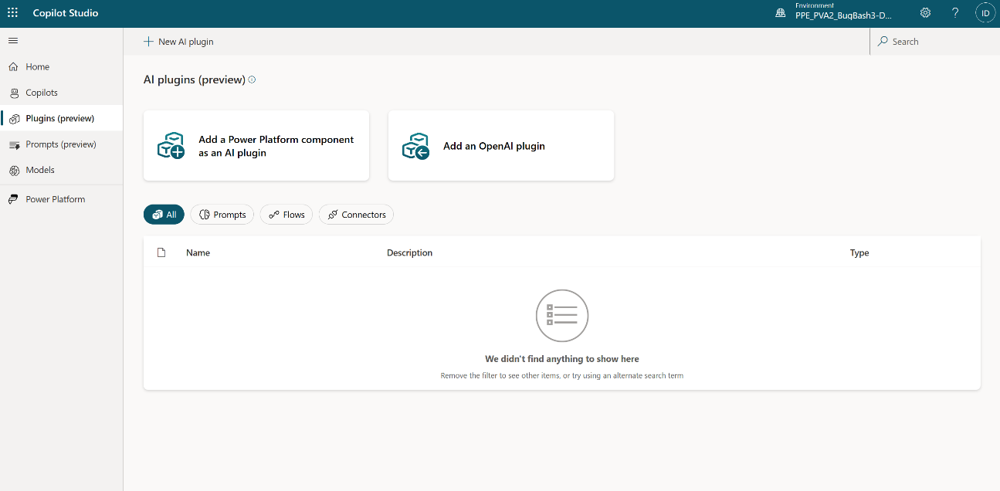 Copilot Studio
Environment
PPE_PVA2_BugBash3-D...
ID
New AI plugin
Search
Home
Copilots
Plugins (preview)
Prompts (preview)
Models
Power Platform
AI plugins (preview)
Add a Power Platform component
as an AI plugin
Add an OpenAI plugin
All
Prompts
Flows
Connectors
Name
Description
Type
We didn't find anything to show here
Remove the filter to see other items, or try using an alternate search term